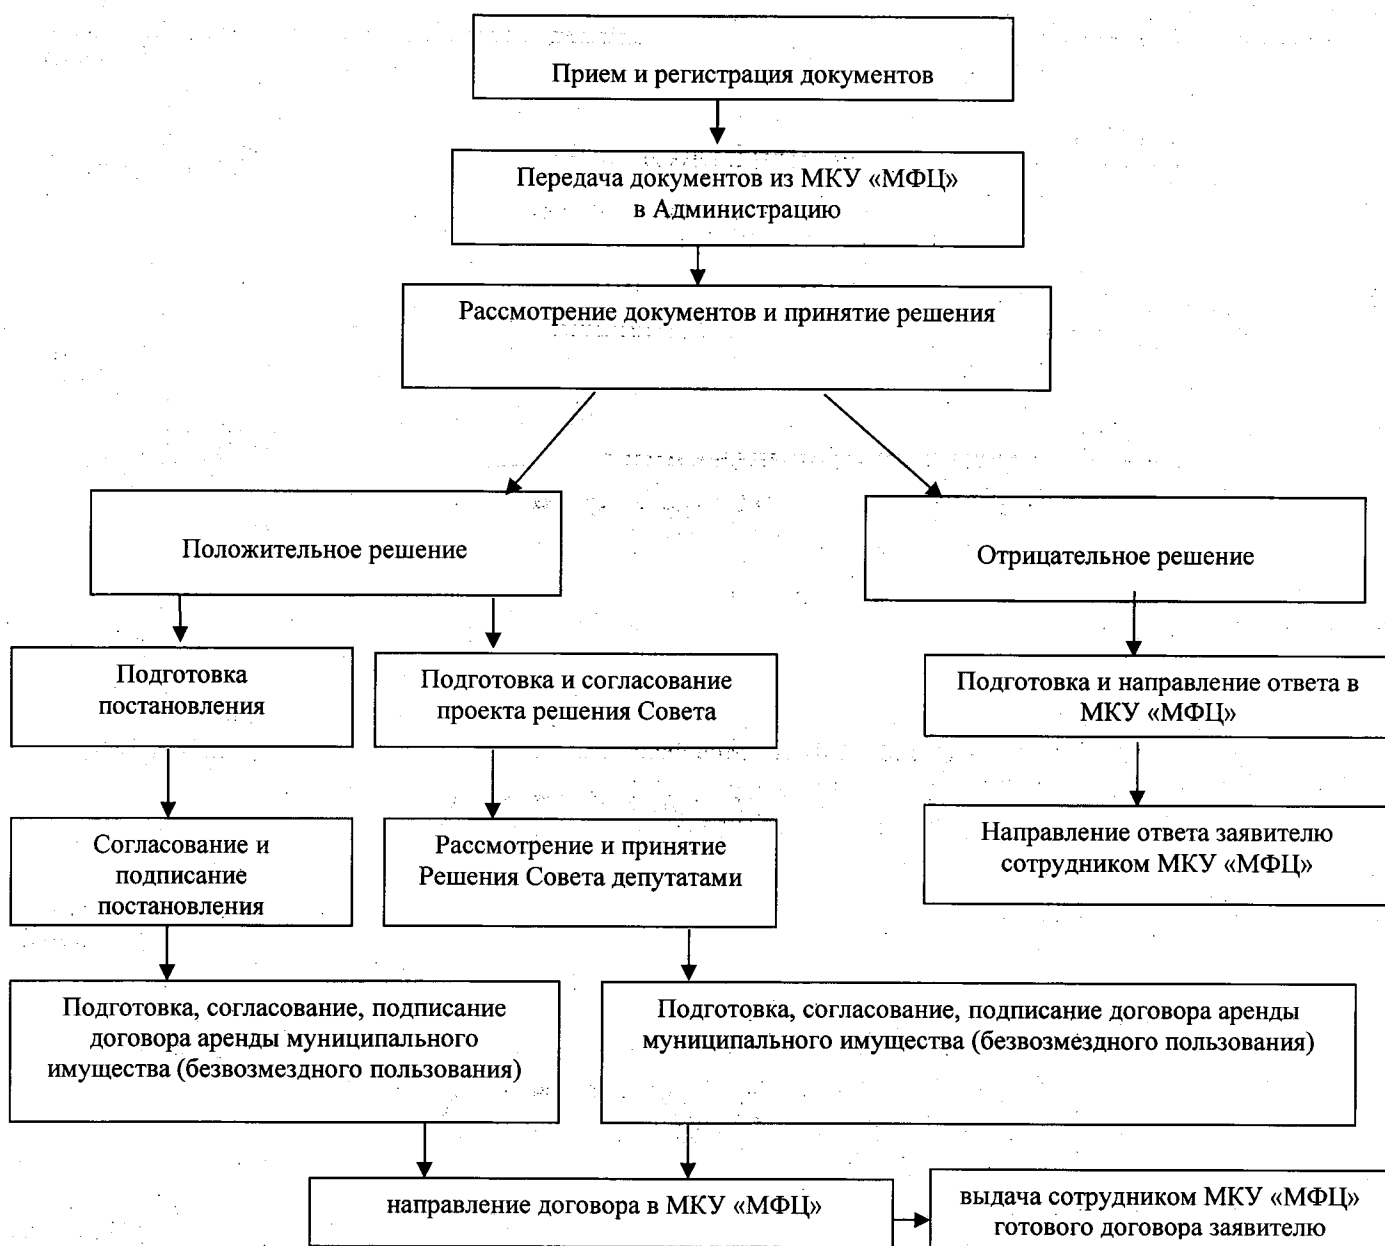 Прием и регистрация документов
Передача документов из МКУ «МФЦ»
в Администрацию
Рассмотрение документов и принятие решения
Положительное решение
Отрицательное решение
Подготовка
постановления
Подготовка и согласование
проекта решения Совета
Подготовка и направление ответа в
МКУ «МФЦ»
Согласование и
подписание
постановления
Рассмотрение и принятие
Решения Совета депутатами
Направление ответа заявителю
сотрудником МКУ «МФЦ»
Подготовка, согласование, подписание
договора аренды муниципального
имущества (безвозмездного пользования)
Подготовка, согласование, подписание договора аренды
муниципального имущества (безвозмездного пользования)
направление договора в МКУ «МФЦ»
выдача сотрудником МКУ «МФЦ»
готового договора заявителю